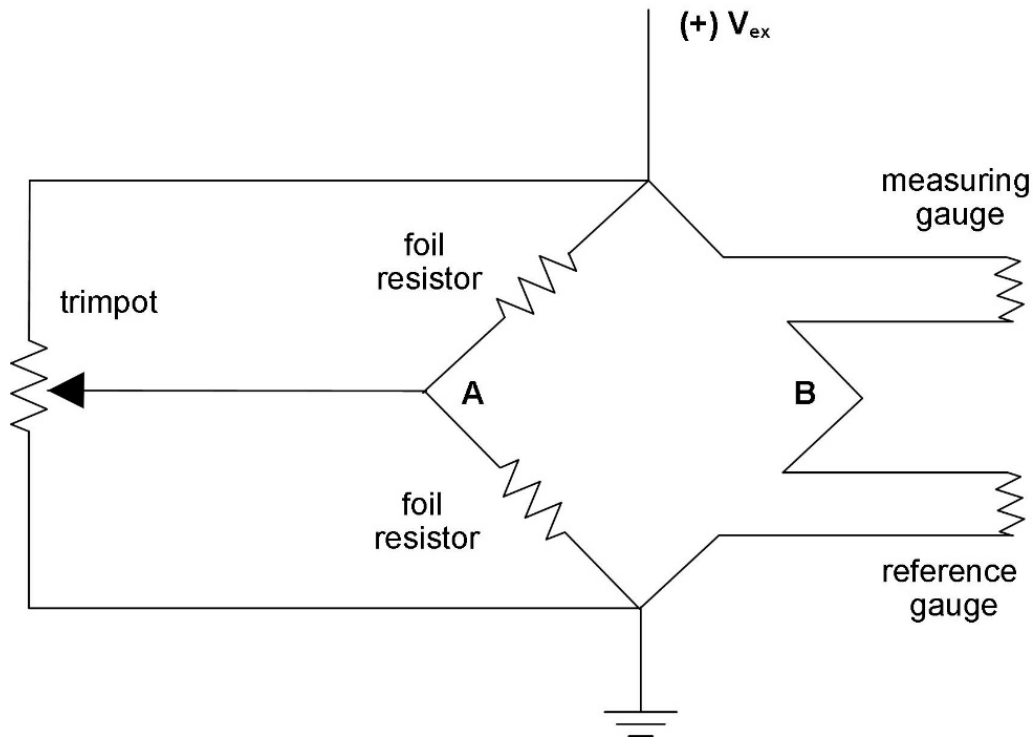 (+) Vex
measuring
gauge
foil
resistor
trimpot
A
B
foil
resistor
reference
gauge